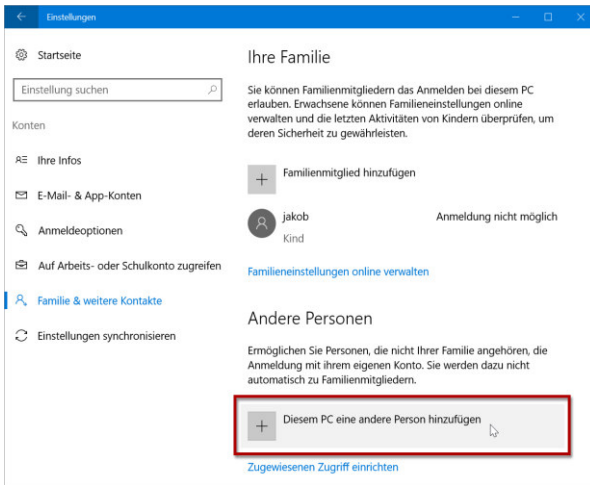 Einstellungen
Startseite
Einstellung suchen
Konten
Ihre Infos
E-Mail- & App-Konten
Anmeldeoptionen
Auf Arbeits- oder Schulkonto zugreifen
Familie & weitere Kontakte
Einstellungen synchronisieren
Ihre Familie
Sie können Familienmitgliedern das Anmelden bei diesem PC
erlauben. Erwachsene können Familieneinstellungen online
verwalten und die letzten Aktivitäten von Kindern überprüfen, um
deren Sicherheit zu gewährleisten.
Familienmitglied hinzufügen
jakob Anmeldung nicht möglich
Kind
Familieneinstellungen online verwalten
Andere Personen
Ermöglichen Sie Personen, die nicht Ihrer Familie angehören, die
Anmeldung mit ihrem eigenen Konto. Sie werden dazu nicht
automatisch zu Familienmitgliedern.
Diesem PC eine andere Person hinzufügen
Zugewiesenen Zugriff einrichten